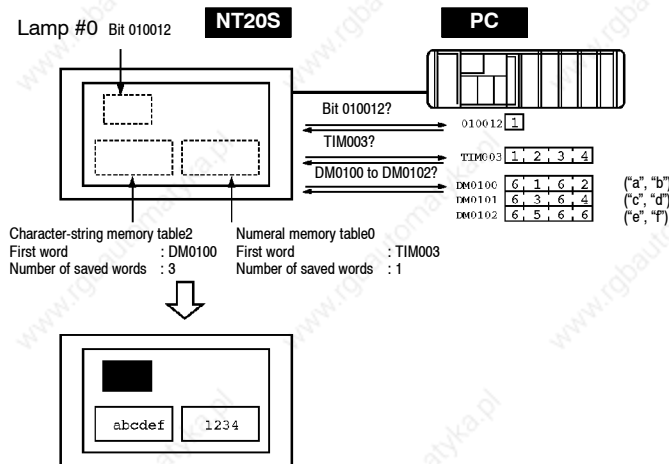 Lamp #0 Bit 010012
NT20S
PC
Bit 010012?
010012 1
TIM003?
TIM003 1 2 3 4
DM0100 to DM0102?
DM0100 6 1 6 2 ("a", "b")
DM0101 6 3 6 4 ("c", "d")
DM0102 6 5 6 6 ("e", "f")
Character-string memory table2
First word : DM0100
Number of saved words : 3
Numeral memory table0
First word : TIM003
Number of saved words : 1
abcdef
1234
www.rgbautomatyka.pl